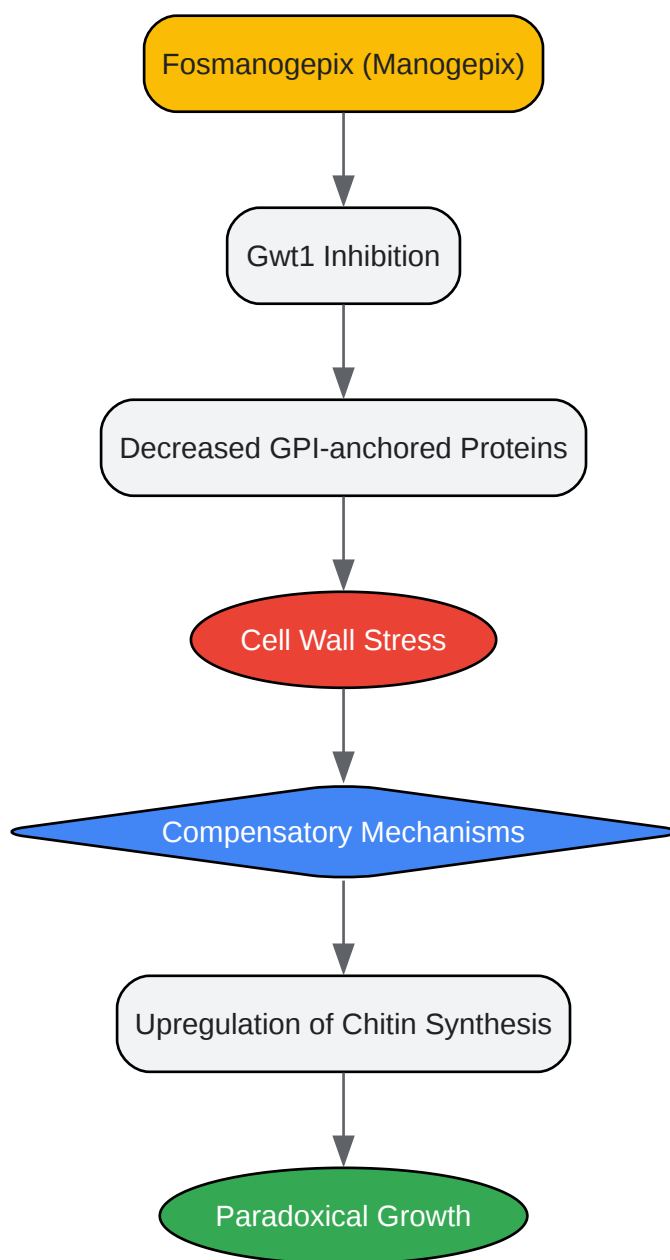 Fosmanogepix (Manogepix)
Gwt1 Inhibition
Decreased GPI-anchored Proteins
Cell Wall Stress
Compensatory Mechanisms
Upregulation of Chitin Synthesis
Paradoxical Growth